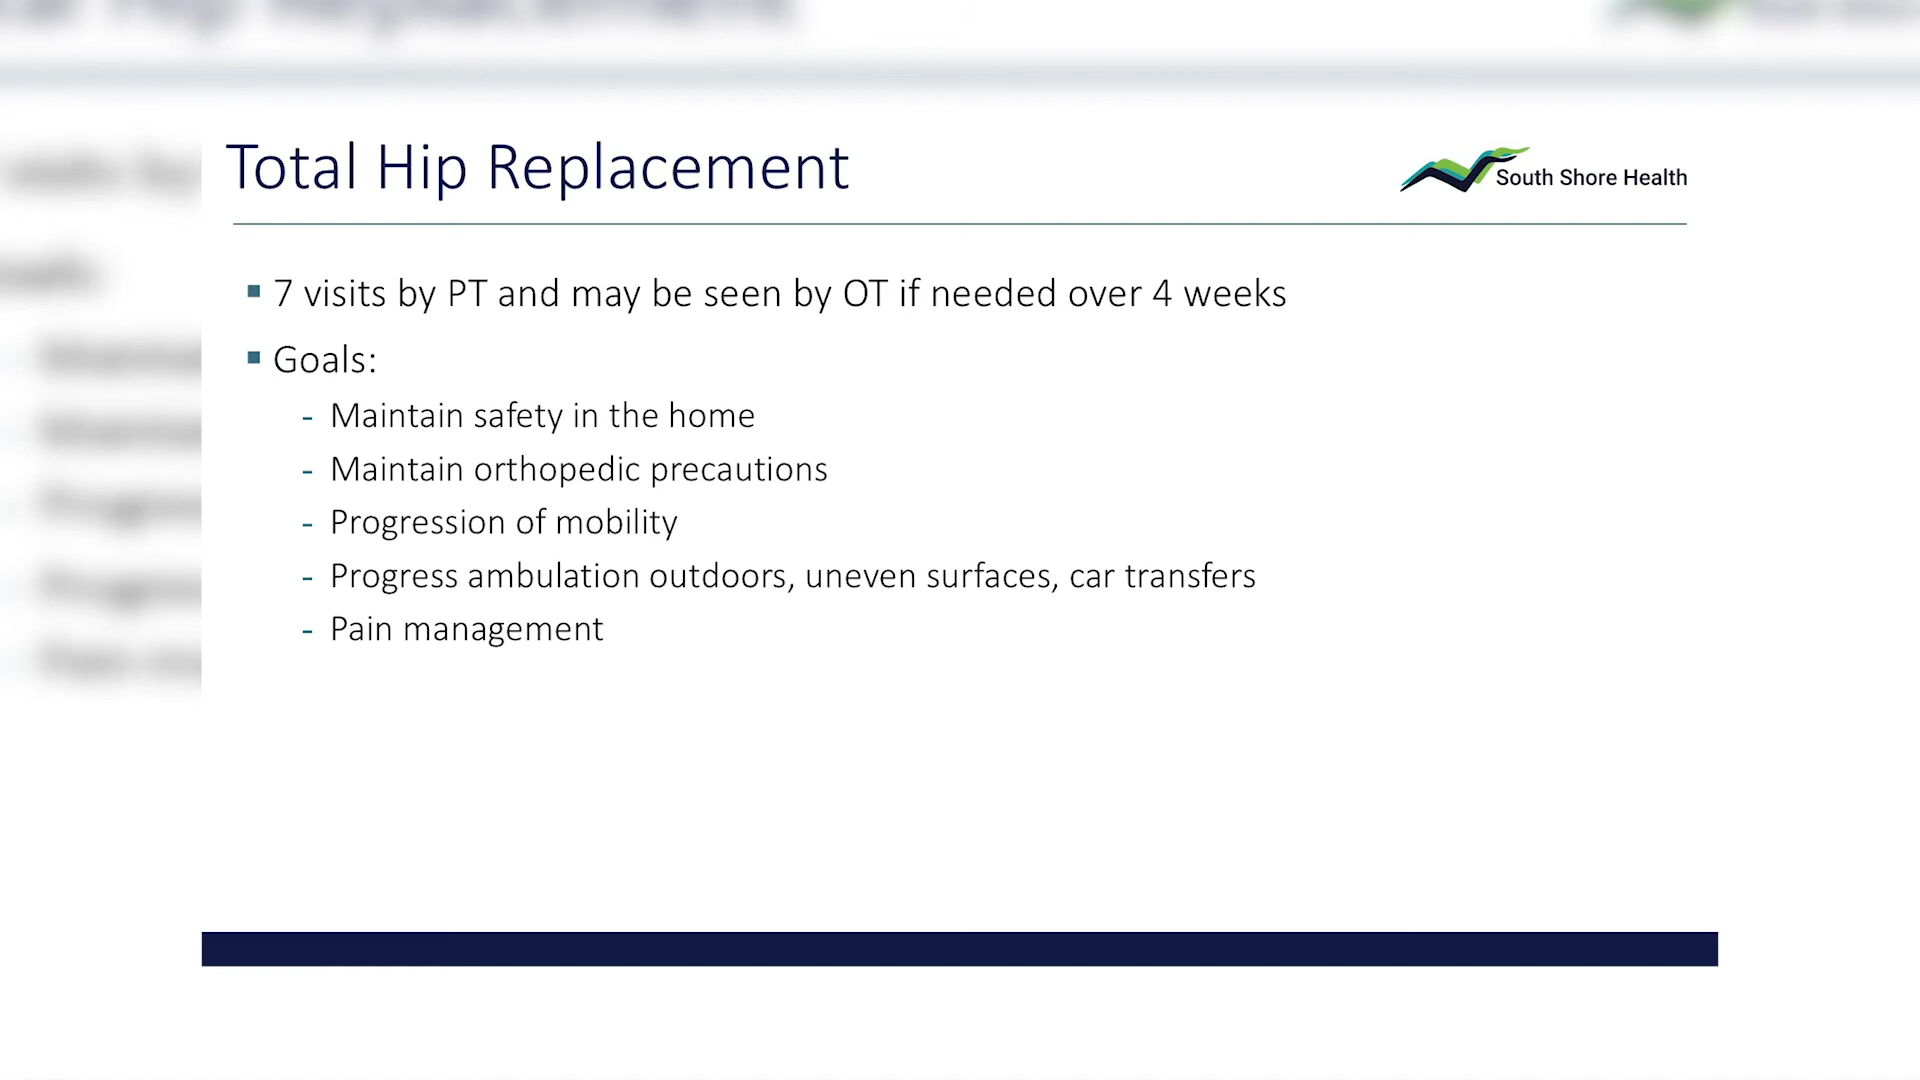 Total Hip Replacement
South Shore Health
▪ 7 visits by PT and may be seen by OT if needed over 4 weeks
▪ Goals:
- Maintain safety in the home
- Maintain orthopedic precautions
- Progression of mobility
- Progress ambulation outdoors, uneven surfaces, car transfers
- Pain management